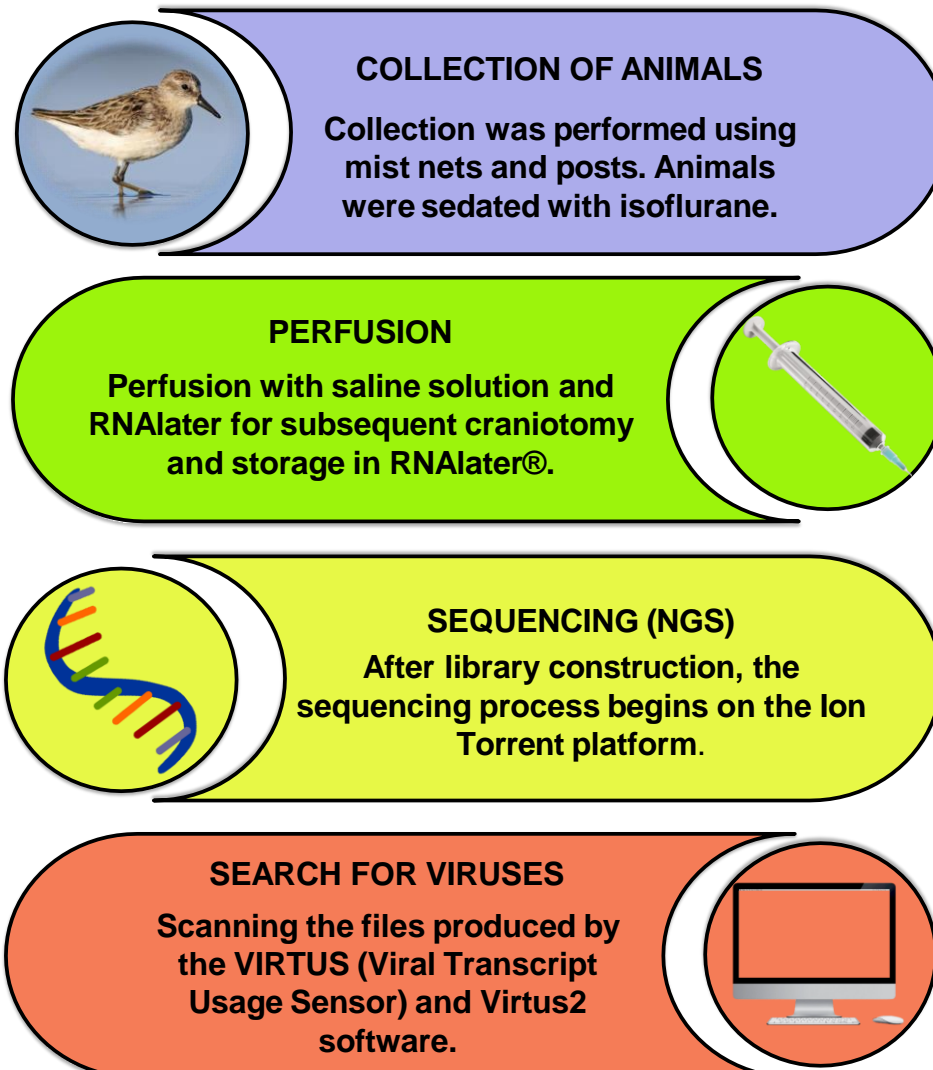 COLLECTION OF ANIMALS
Collection was performed using
mist nets and posts. Animals
were sedated with isoflurane.
PERFUSION
Perfusion with saline solution and
RNAlater for subsequent craniotomy
and storage in RNAlater®.
SEQUENCING (NGS)
After library construction, the
sequencing process begins on the Ion
Torrent platform.
SEARCH FOR VIRUSES
Scanning the files produced by
the VIRTUS (Viral Transcript
Usage Sensor) and Virtus2
software.